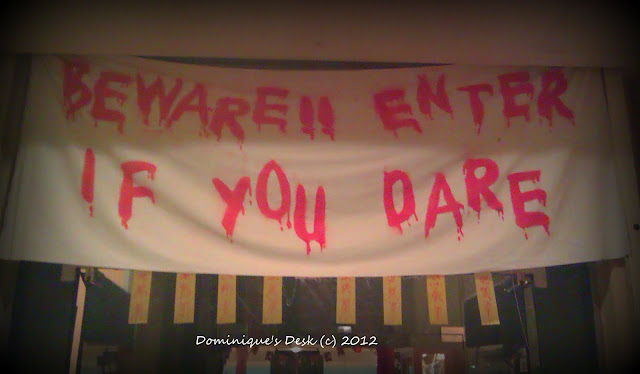 BEWARE!! ENTER
IF YOU DARE
Dominique's Desk (c) 2012